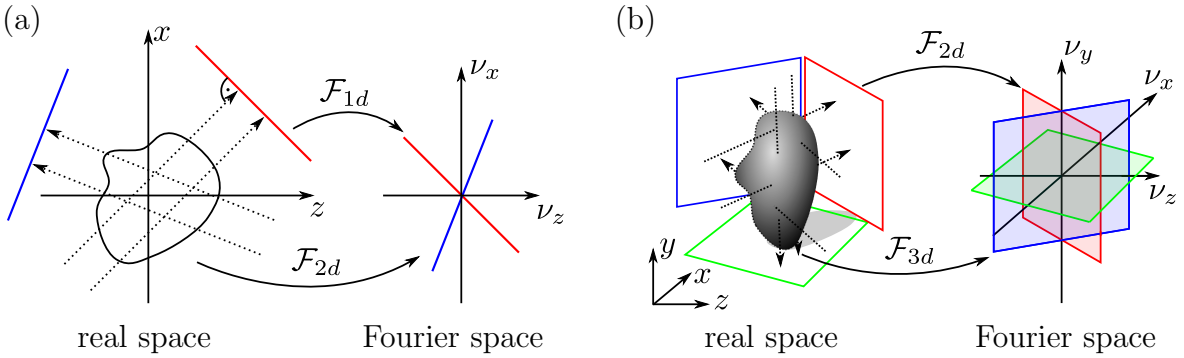 (a)
x
z
ℱ1d
ℱ2d
νx
νz
real space
Fourier space
(b)
y
x
z
ℱ2d
ℱ3d
νy
νx
νz
real space
Fourier space